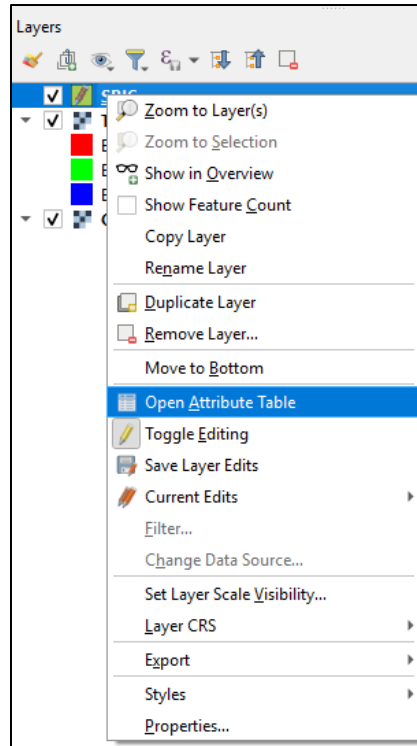 Layers
Zoom to Layer(s)
Zoom to Selection
Show in Overview
Show Feature Count
Copy Layer
Rename Layer
Duplicate Layer
Remove Layer...
Move to Bottom
Open Attribute Table
Toggle Editing
Save Layer Edits
Current Edits
Filter...
Change Data Source...
Set Layer Scale Visibility...
Layer CRS
Export
Styles
Properties...